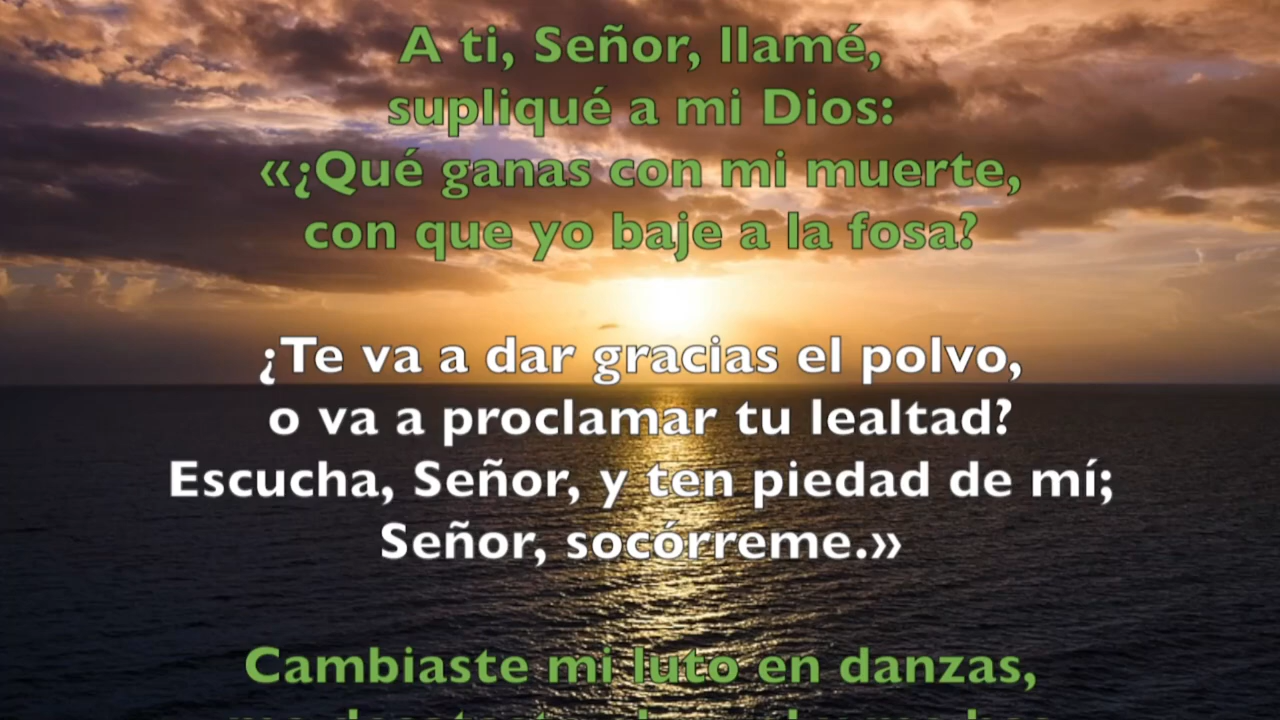 A ti, Señor, llamé,
supliqué a mi Dios:
«¿Qué ganas con mi muerte,
con que yo baje a la fosa?
¿Te va a dar gracias el polvo,
o va a proclamar tu lealtad?
Escucha, Señor, y ten piedad de mí;
Señor, socórreme.»
Cambiaste mi luto en danzas,